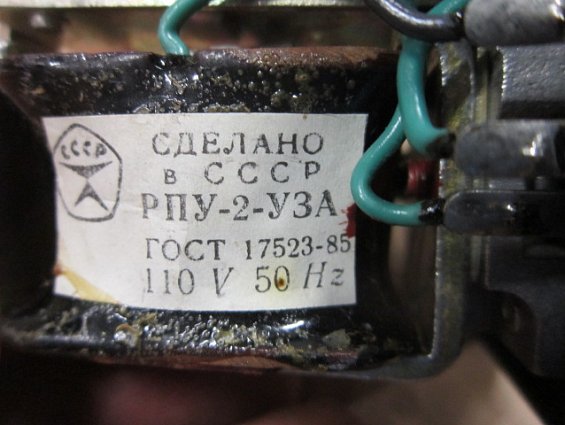 СССР
СДЕЛАНО
в СССР
РПУ-2-УЗА
ГОСТ 17523-85
110 V 50 Hz